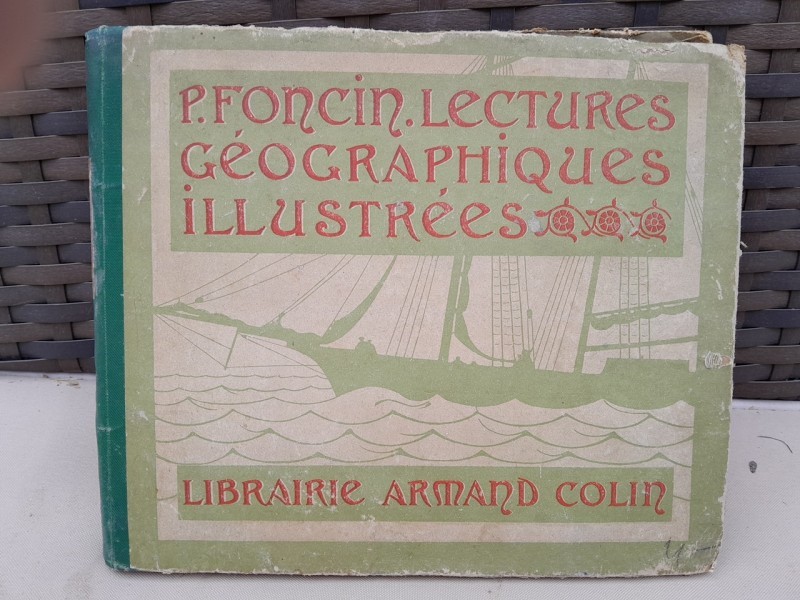 P. FONCIN. LECTURES
GÉOGRAPHIQUES
ILLUSTRÉES
LIBRAIRIE ARMAND COLIN